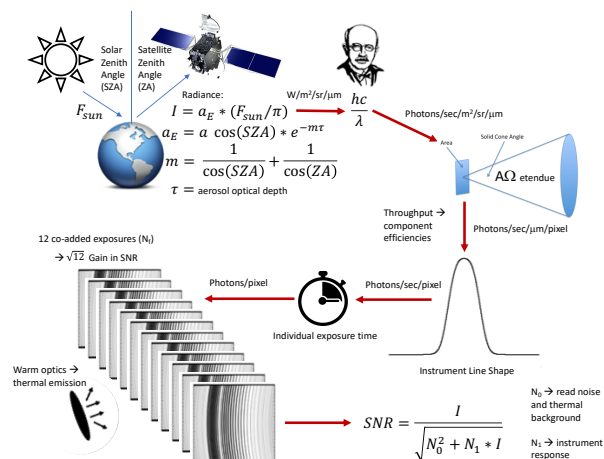 Solar
Zenith
Angle
(SZA)
Satellite
Zenith
Angle
(ZA)
F_sun
Radiance:
I = a_E * (F_sun/π)
a_E = a cos(SZA) * e^{-mτ}
m = 1/cos(SZA) + 1/cos(ZA)
τ = aerosol optical depth
W/m²/sr/μm
hc/λ
Photons/sec/m²/sr/μm
Area
Solid Cone Angle
AΩ etendue
Throughput →
component
efficiencies
Photons/sec/μm/pixel
12 co-added exposures (N_f)
→ √12 Gain in SNR
Photons/pixel
Photons/sec/pixel
Individual exposure time
Instrument Line Shape
Warm optics →
thermal emission
SNR = I/√(N_0^2 + N_1 * I)
N₀ → read noise
and thermal
background
N₁ → instrument
response